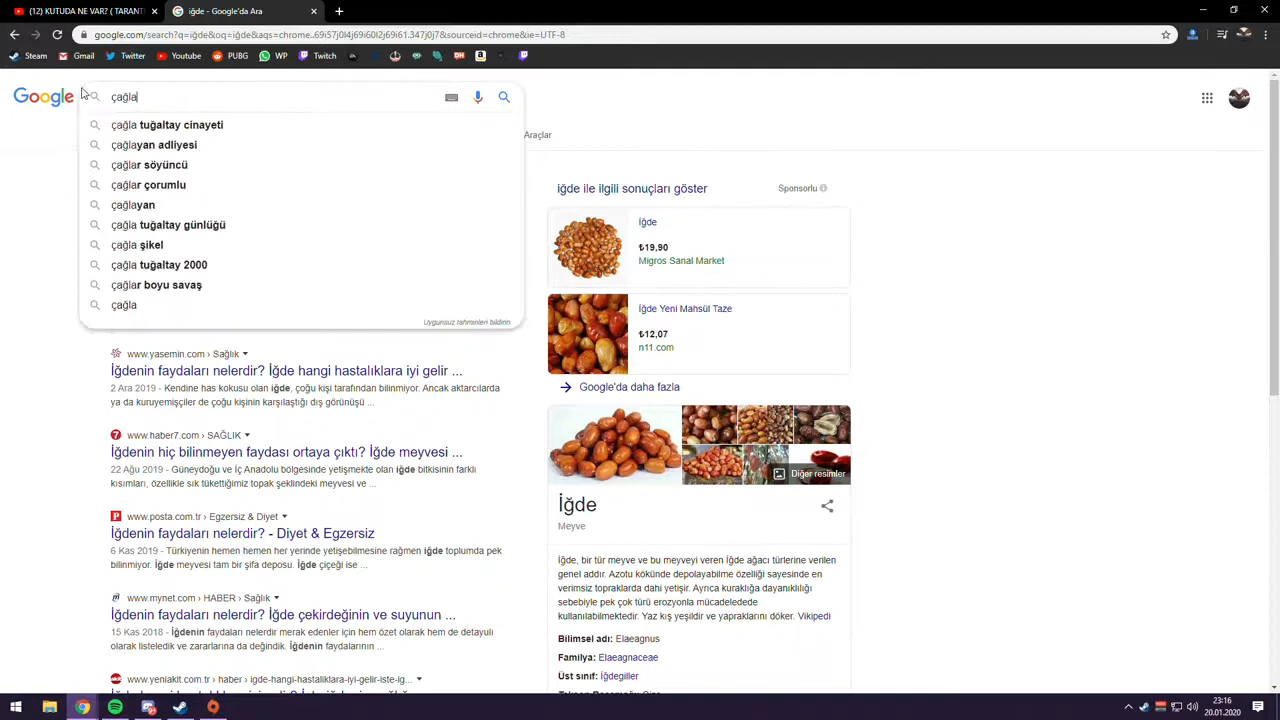 (12) KUTUDA NE VAR? (TARANT
iğde - Google'da Ara
google.com/search?q=iğde&oq=iğde&aqs=chrome..69i57j0l4j69i60l2j69i61.347j0j7&sourceid=chrome&ie=UTF-8
Steam
Gmail
Twitter
Youtube
PUBG
WP
Twitch
Google
çağla
çağla tuğaltay cinayeti
çağlayan adliyesi
çağlar söyüncü
çağlar çorumlu
çağlayan
çağla tuğaltay günlüğü
çağla şikel
çağla tuğaltay 2000
çağlar boyu savaş
çağla
Uygunsuz tahminleri bildirin
Araçlar
www.yasemin.com › Sağlık
İğdenin faydaları nelerdir? İğde hangi hastalıklara iyi gelir ...
2 Ara 2019 - Kendine has kokusu olan iğde, çoğu kişi tarafından bilinmiyor. Ancak aktarcılarda
ya da kuruyemişçiler de çoğu kişinin karşılaştığı dış görünüşü ...
www.haber7.com › SAĞLIK
İğdenin hiç bilinmeyen faydası ortaya çıktı? İğde meyvesi ...
22 Ağu 2019 - Güneydoğu ve İç Anadolu bölgesinde yetişmekte olan iğde bitkisinin farklı
kısımları, özellikle sık tükettiğimiz topak şeklindeki meyvesi ve ...
www.posta.com.tr › Egzersiz & Diyet
İğdenin faydaları nelerdir? - Diyet & Egzersiz
6 Kas 2019 - Türkiyenin hemen hemen her yerinde yetişebilmesine rağmen iğde toplumda pek
bilinmiyor. İğde meyvesi tam bir şifa deposu. İğde çiçeği ise ...
www.mynet.com › HABER › Sağlık
İğdenin faydaları nelerdir? İğde çekirdeğinin ve suyunun ...
15 Kas 2018 - İğdenin faydaları nelerdir merak edenler için hem özet olarak hem de detaylı
olarak listeledik ve zararlarına da değindik. İğdenin faydalarının ...
www.yeniakit.com.tr › haber › igde-hangi-hastaliklara-iyi-gelir-iste-ig...
iğde ile ilgili sonuçları göster
Sponsorlu
İğde
₺19,90
Migros Sanal Market
İğde Yeni Mahsül Taze
₺12,07
n11.com
Google'da daha fazla
Diğer resimler
İğde
Meyve
İğde, bir tür meyve ve bu meyveyi veren İğde ağacı türlerine verilen
genel addır. Azotu kökünde depolayabilme özelliği sayesinde en
verimsiz topraklarda dahi yetişir. Ayrıca kuraklığa dayanıklılığı
sebebiyle pek çok türü erozyonla mücadelede
kullanılabilmektedir. Yaz kış yeşildir ve yapraklarını döker. Vikipedi
Bilimsel adı: Elaeagnus
Familya: Elaeagnaceae
Üst sınıf: İğdegiller
23:16
20.01.2020